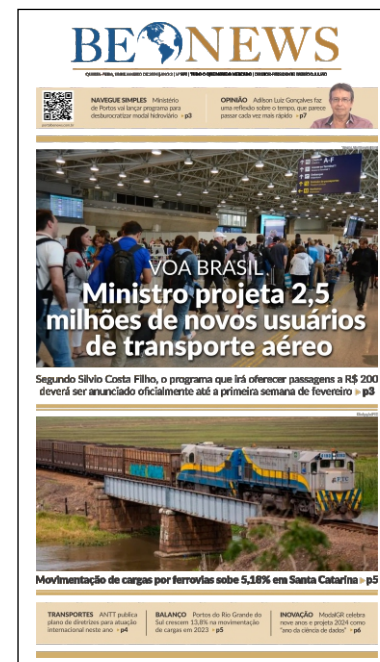 BE NEWS
NAVEGUE SIMPLES Ministério
de Portos vai lançar programa para
desburocratizar modal hidroviário ▸p3
OPINIÃO Adilson Luiz Gonçalves faz
uma reflexão sobre o tempo, que parece
passar cada vez mais rápido ▸p7
A-F
VOA BRASIL
Ministro projeta 2,5
milhões de novos usuários
de transporte aéreo
Segundo Silvio Costa Filho, o programa que irá oferecer passagens a R$ 200
deverá ser anunciado oficialmente até a primeira semana de fevereiro ▸p3
Movimentação de cargas por ferrovias sobe 5,18% em Santa Catarina ▸p5
TRANSPORTES ANTT publica
plano de diretrizes para atuação
internacional neste ano ▸p4
BALANÇO Portos do Rio Grande do
Sul crescem 13,8% na movimentação
de cargas em 2023 ▸p5
INOVAÇÃO ModalGR celebra
nove anos e projeta 2024 como
"ano da ciência de dados" ▸p6